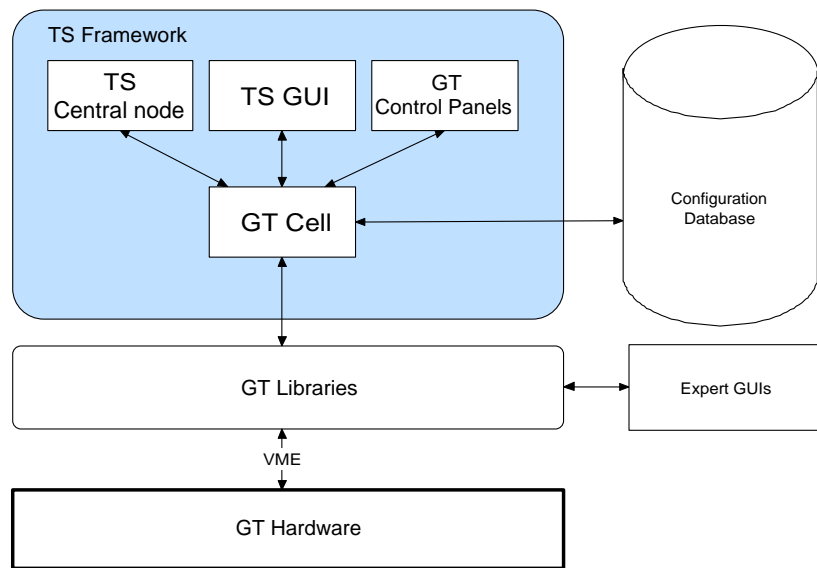 TS Framework
TS
Central node
TS GUI
GT
Control Panels
GT Cell
Configuration
Database
GT Libraries
Expert GUIs
VME
GT Hardware